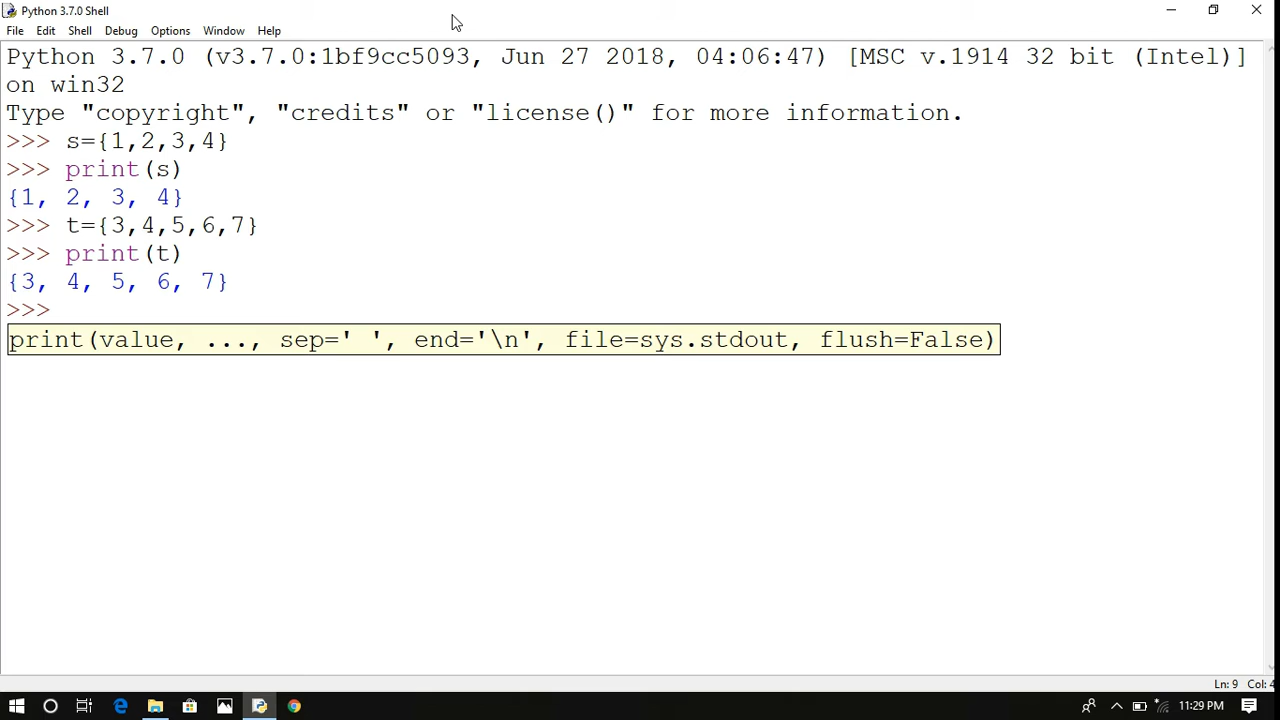 Python 3.7.0 Shell
File Edit Shell Debug Options Window Help
Python 3.7.0 (v3.7.0:1bf9cc5093, Jun 27 2018, 04:06:47) [MSC v.1914 32 bit (Intel)]
on win32
Type "copyright", "credits" or "license()" for more information.
>>> s={1,2,3,4}
>>> print(s)
{1, 2, 3, 4}
>>> t={3,4,5,6,7}
>>> print(t)
{3, 4, 5, 6, 7}
>>>
print(value, ..., sep=' ', end='\n', file=sys.stdout, flush=False)
Ln: 9 Col: 4
11:29 PM